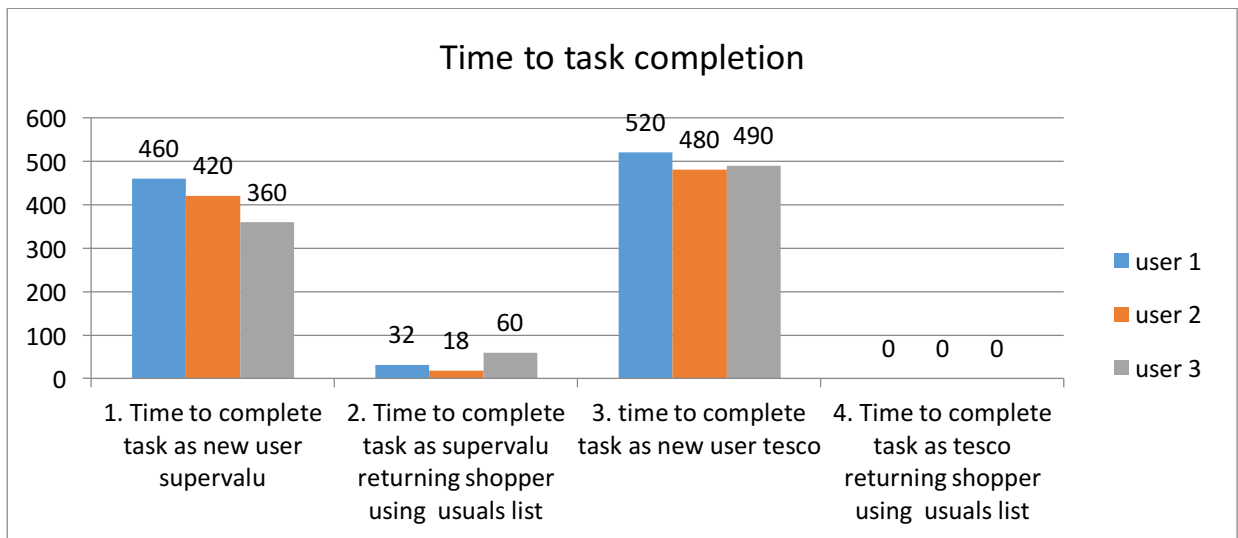 Time to task completion
600
500
400
300
200
100
0
460
420
360
32
18
60
520
480
490
0
0
0
1. Time to complete
task as new user
supervalu
2. Time to complete
task as supervalu
returning shopper
using usuals list
3. time to complete
task as new user tesco
4. Time to complete
task as tesco
returning shopper
using usuals list
user 1
user 2
user 3